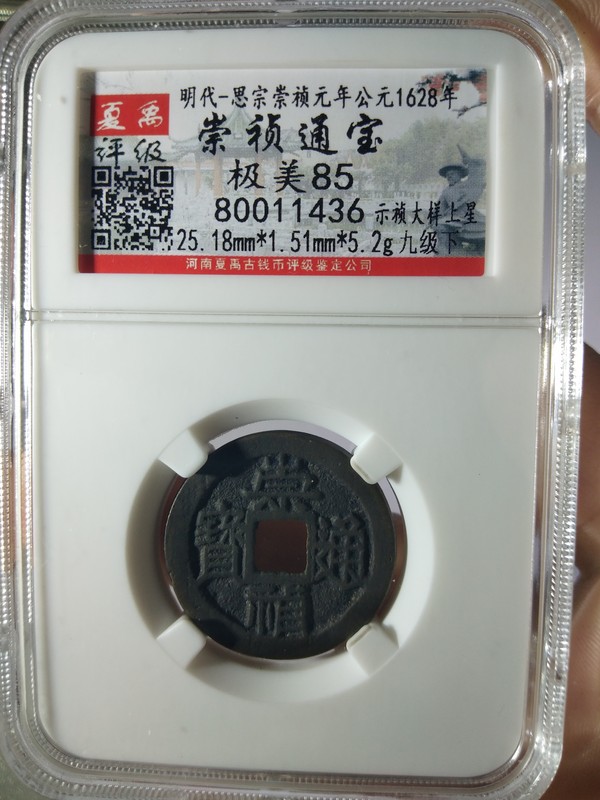 夏禹
评级
明代-思宗崇祯元年公元1628年
崇祯通宝
极美85
80011436 示祯大样上星
25.18mm*1.51mm*5.2g 九级下
河南夏禹古钱币评级鉴定公司
崇禎通寶